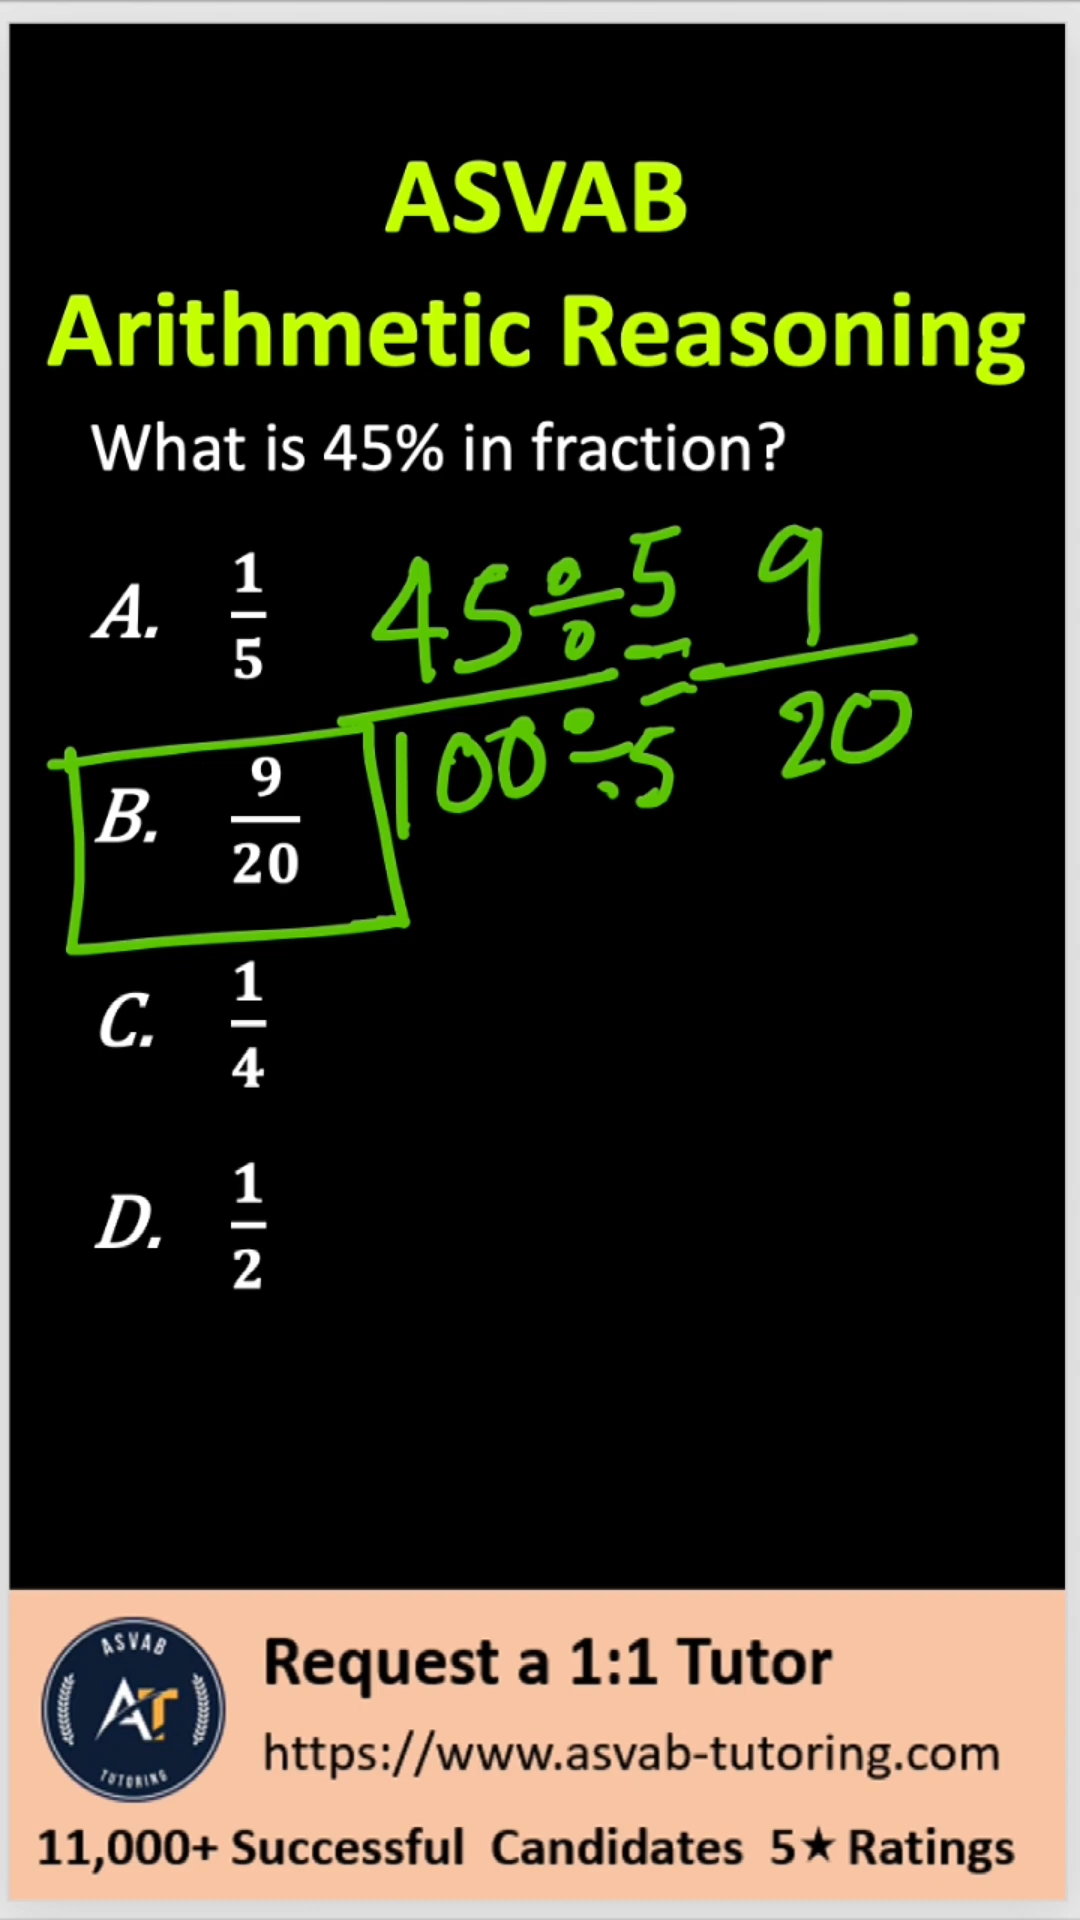 ASVAB
Arithmetic Reasoning
What is 45% in fraction?
A. 1/5
45÷5 / 100÷5 = 9/20
B. 9/20
C. 1/4
D. 1/2
ASVAB
AT
TUTORING
Request a 1:1 Tutor
https://www.asvab-tutoring.com
11,000+ Successful Candidates 5★ Ratings